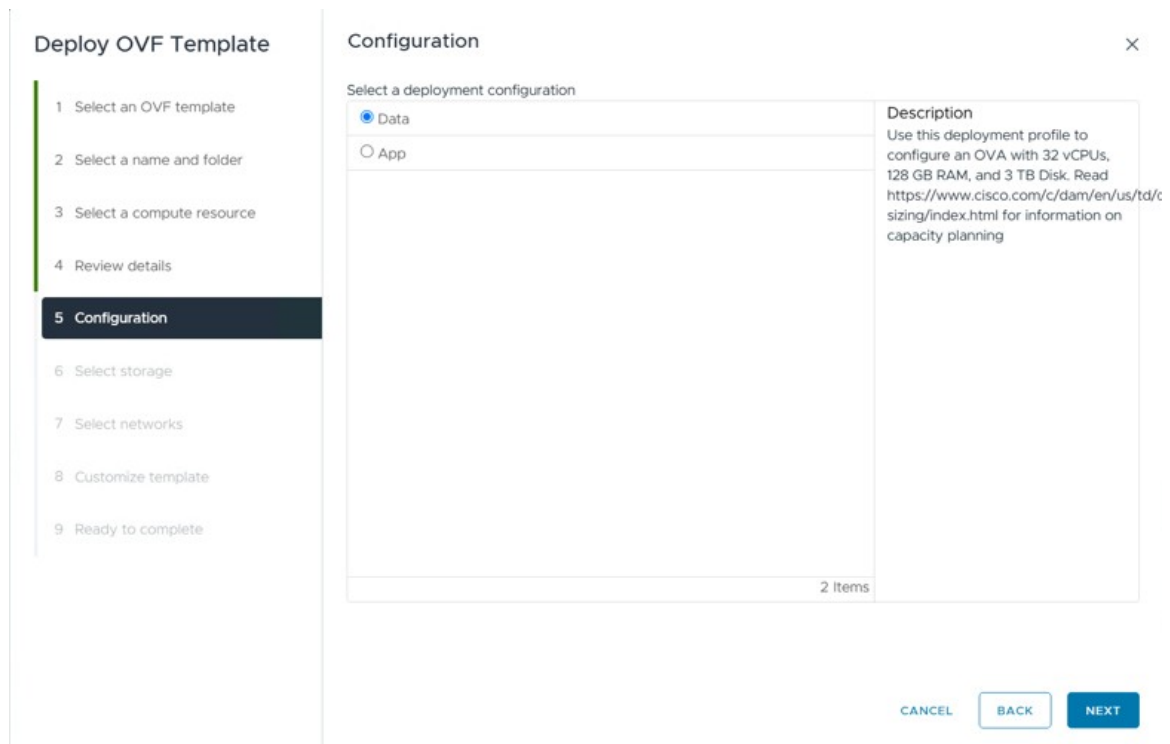 Deploy OVF Template
1 Select an OVF template
2 Select a name and folder
3 Select a compute resource
4 Review details
5 Configuration
6 Select storage
7 Select networks
8 Customize template
9 Ready to complete
Configuration
Select a deployment configuration
Data
App
2 Items
Description
Use this deployment profile to
configure an OVA with 32 vCPUs,
128 GB RAM, and 3 TB Disk. Read
https://www.cisco.com/c/dam/en/us/td/
sizing/index.html for information on
capacity planning
CANCEL
BACK
NEXT